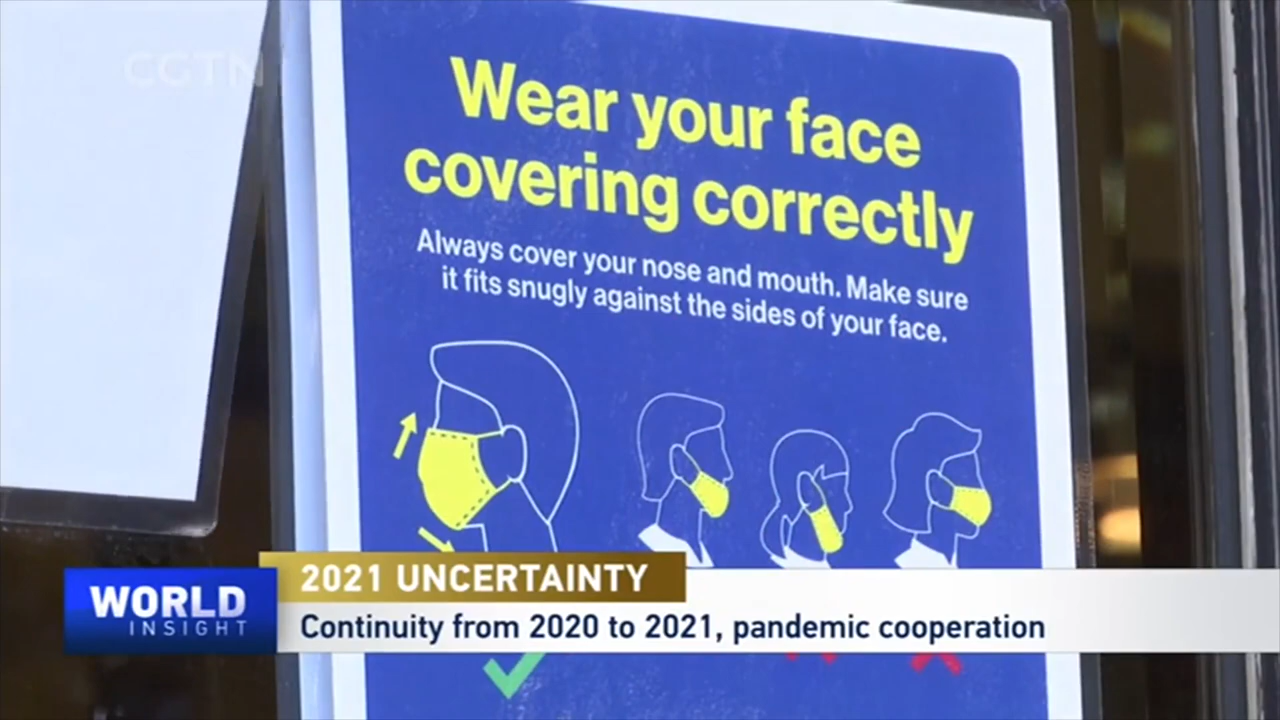 CGTN
Wear your face
covering correctly
Always cover your nose and mouth. Make sure
it fits snugly against the sides of your face.
2021 UNCERTAINTY
WORLD
INSIGHT
Continuity from 2020 to 2021, pandemic cooperation